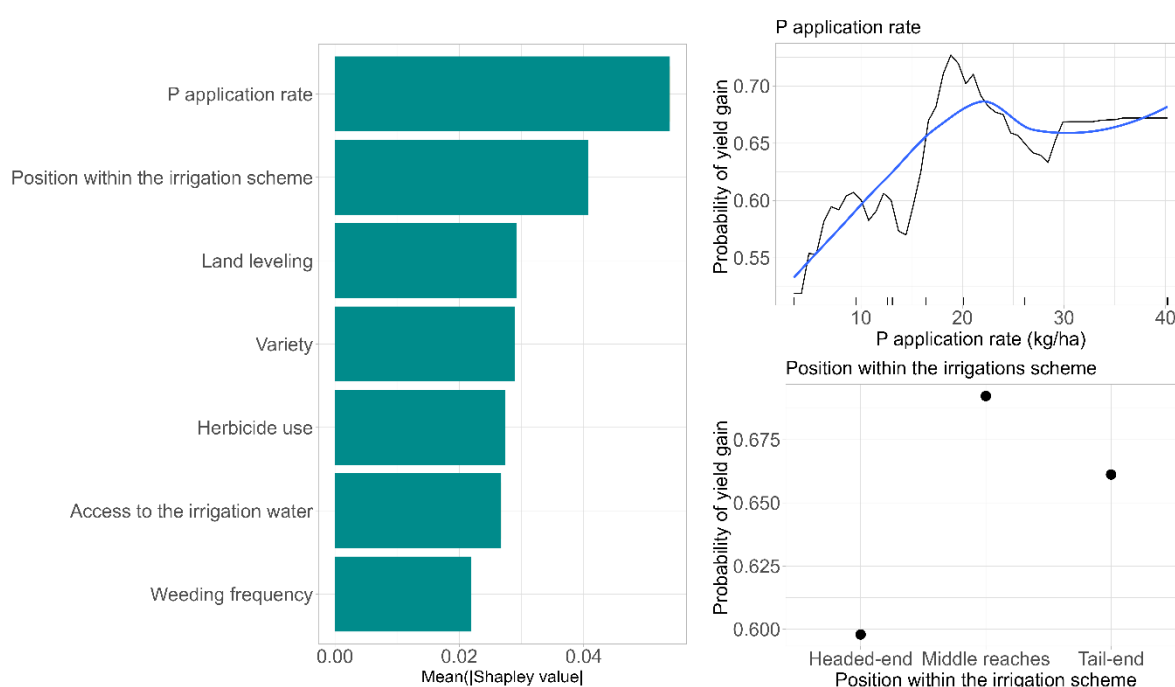 P application rate
Position within the irrigation scheme
Land leveling
Variety
Herbicide use
Access to the irrigation water
Weeding frequency
0.00
0.02
0.04
Mean(|Shapley value|
P application rate
Probability of yield gain
0.70
0.65
0.60
0.55
10
20
30
40
P application rate (kg/ha)
Position within the irrigations scheme
Probability of yield gain
0.675
0.650
0.625
0.600
Headed-end
Middle reaches
Tail-end
Position within the irrigation scheme